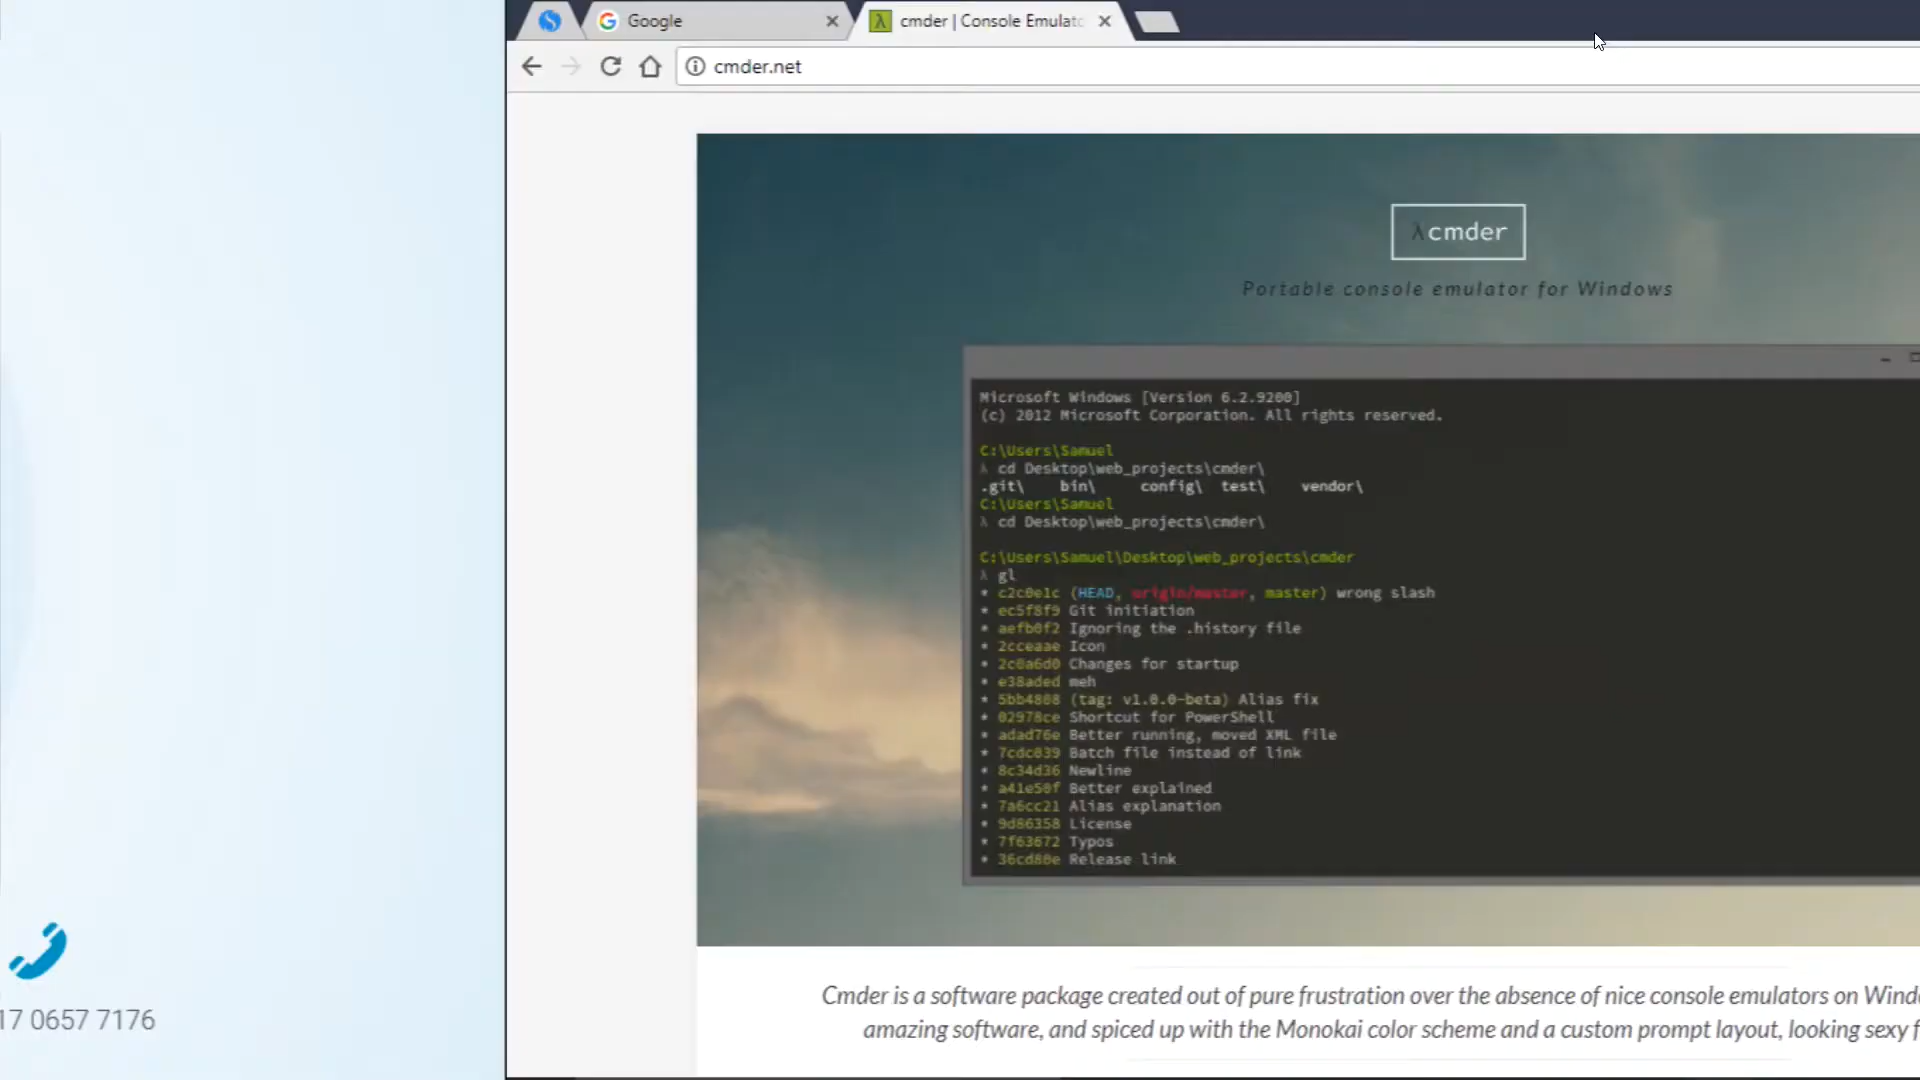 Google
cmder | Console Emulato
cmder.net
λcmder
Portable console emulator for Windows
Microsoft Windows [Version 6.2.9200]
(c) 2012 Microsoft Corporation. All rights reserved.
C:\Users\Samuel
λ cd Desktop\web_projects\cmder\
.git\ bin\ config\ test\ vendor\
C:\Users\Samuel
λ cd Desktop\web_projects\cmder\
C:\Users\Samuel\Desktop\web_projects\cmder
λ gl
* c2c0e1c (HEAD, origin/master, master) wrong slash
* ec5f8f9 Git initiation
* aefb0f2 Ignoring the .history file
* 2cceaae Icon
* 2c0a6d0 Changes for startup
* e38aded meh
* 5bb4808 (tag: v1.0.0-beta) Alias fix
* 02978ce Shortcut for PowerShell
* adad76e Better running, moved XML file
* 7cdc039 Batch file instead of link
* 8c34d36 Newline
* a41e50f Better explained
* 7a6cc21 Alias explanation
* 9d86358 License
* 7f63672 Typos
* 36cd80e Release link
Cmder is a software package created out of pure frustration over the absence of nice console emulators on Wind
amazing software, and spiced up with the Monokai color scheme and a custom prompt layout, looking sexy f
17 0657 7176